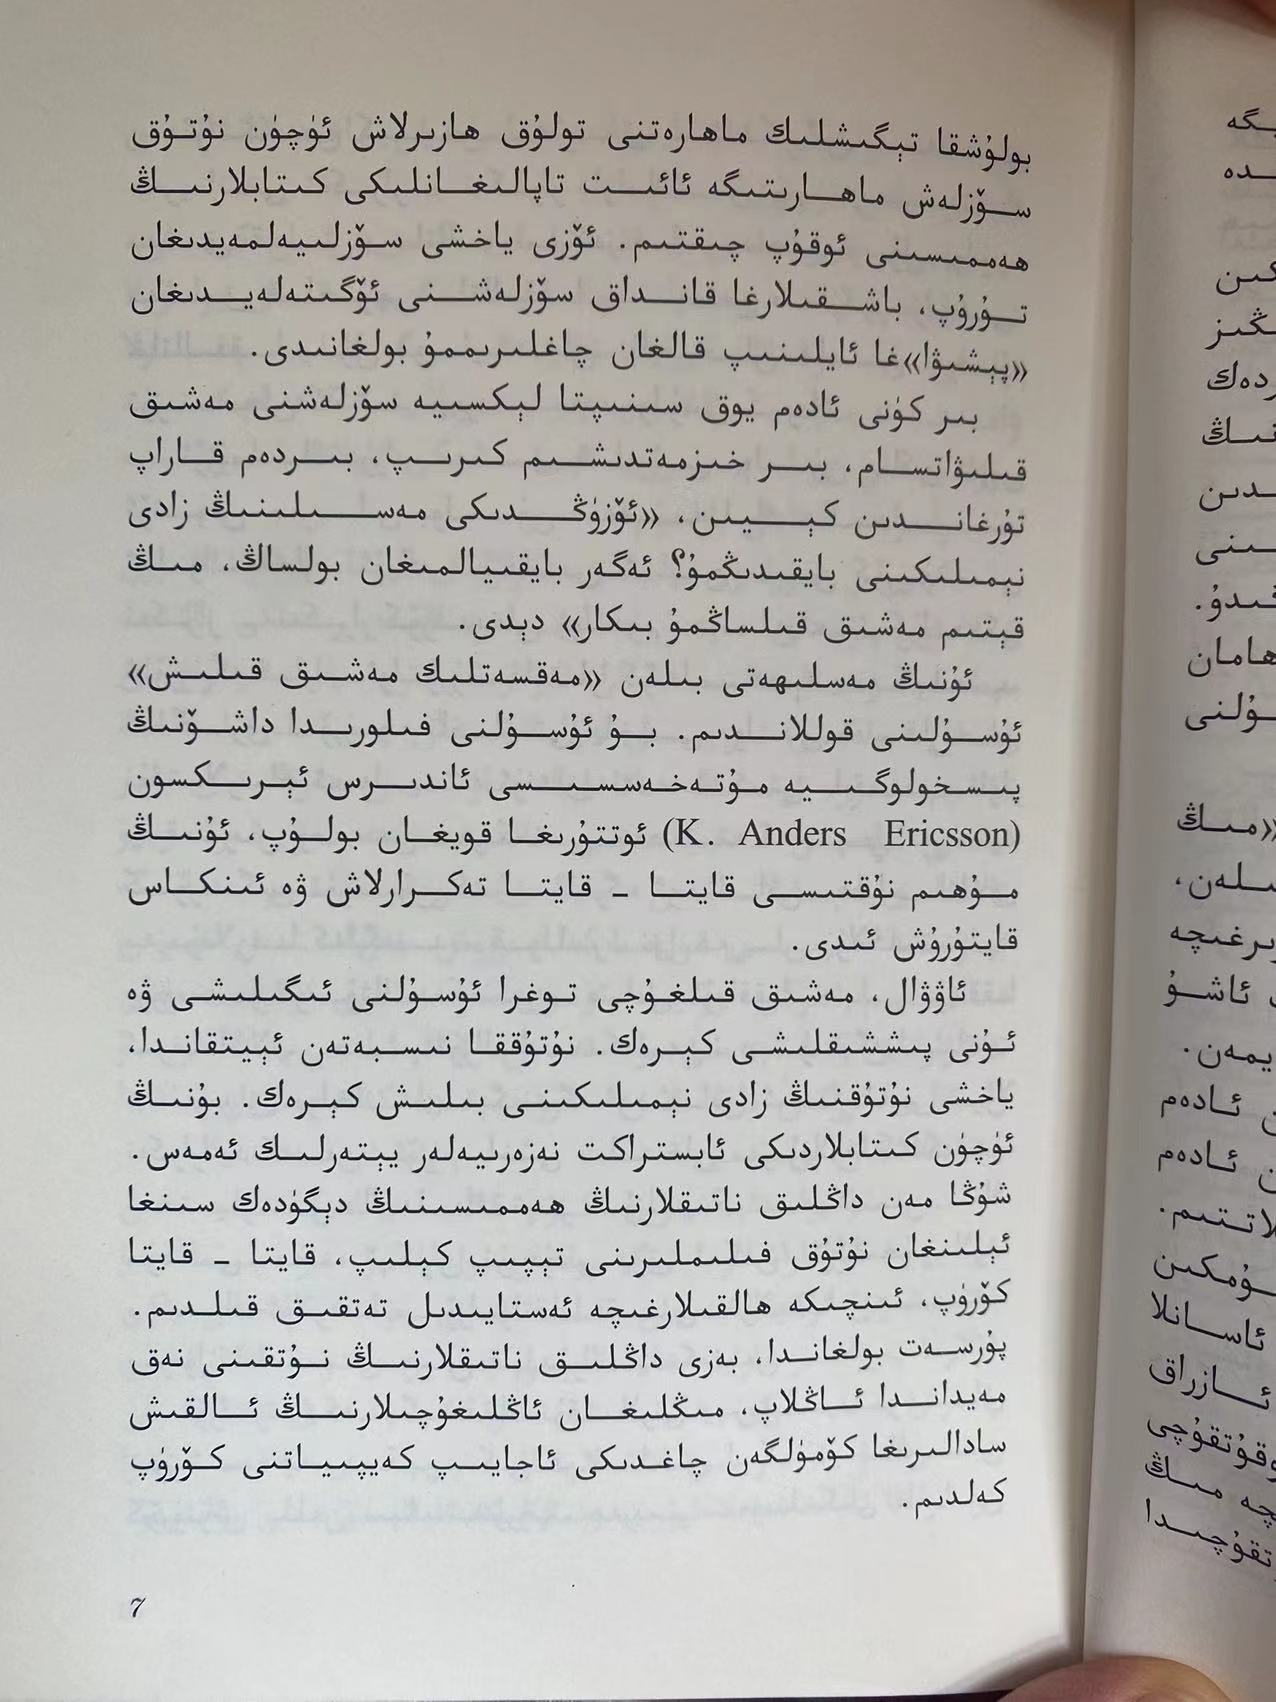 بولۇشقا تېگىشلىك ماھارەتنى تولۇق ھازىرلاش ئۈچۈن نۇتۇق
سۆزلەش ماھارىتىگە ئائىت تاپالىغانلىكى كىتابلارنىڭ
ھەممىسىنى ئوقۇپ چىقتىم. ئۆزى ياخشى سۆزلىيەلمەيدىغان
تۇرۇپ، باشقىلارغا قانداق سۆزلەشنى ئۆگىتەلەيدىغان
«پېشىۋا»غا ئايلىنىپ قالغان چاغلىرىممۇ بولغانىدى.
بىر كۈنى ئادەم يوق سىنىپتا لېكسىيە سۆزلەشنى مەشىق
قىلىۋاتسام، بىر خىزمەتدىشىم كىرىپ، بىردەم قاراپ
تۇرغاندىن كېيىن، «ئۆزۈڭدىكى مەسىلىنىڭ زادى
نېمىلىكىنى بايقىدىڭمۇ؟ ئەگەر بايقىيالمىغان بولساڭ، مىڭ
قېتىم مەشىق قىلساڭمۇ بىكار» دېدى.
ئۇنىڭ مەسلىھەتى بىلەن «مەقسەتلىك مەشىق قىلىش»
ئۇسۇلىنى قوللاندىم. بۇ ئۇسۇلنى فىلورىدا داشۆنىڭ
پىسخولوگىيە مۇتەخەسسىسى ئاندىرس ئېرىكسون
(K. Anders Ericsson) ئوتتۇرىغا قويغان بولۇپ، ئۇنىڭ
مۇھىم نۇقتىسى قايتا - قايتا تەكرارلاش ۋە ئىنكاس
قايتۇرۇش ئىدى.
ئاۋۋال، مەشىق قىلغۇچى توغرا ئۇسۇلنى ئىگىلىشى ۋە
ئۇنى پىششىقلىشى كېرەك. نۇتۇققا نىسبەتەن ئېيتقاندا،
ياخشى نۇتۇقنىڭ زادى نېمىلىكىنى بىلىش كېرەك. بۇنىڭ
ئۈچۈن كىتابلاردىكى ئابستراكت نەزەرىيەلەر يېتەرلىك ئەمەس.
شۇڭا مەن داڭلىق ناتىقلارنىڭ ھەممىسىنىڭ دېگۈدەك سىنغا
ئېلىنغان نۇتۇق فىلىملىرىنى تېپىپ كېلىپ، قايتا - قايتا
كۆرۈپ، ئىنچىكە ھالقىلارغىچە ئەستايىدىل تەتقىق قىلدىم.
پۇرسەت بولغاندا، بەزى داڭلىق ناتىقلارنىڭ نۇتقىنى نەق
مەيداندا ئاڭلاپ، مىڭلىغان ئاڭلىغۇچىلارنىڭ ئالقىش
سادالىرىغا كۆمۈلگەن چاغدىكى ئاجايىپ كەيپىياتنى كۆرۈپ
كەلدىم.
7